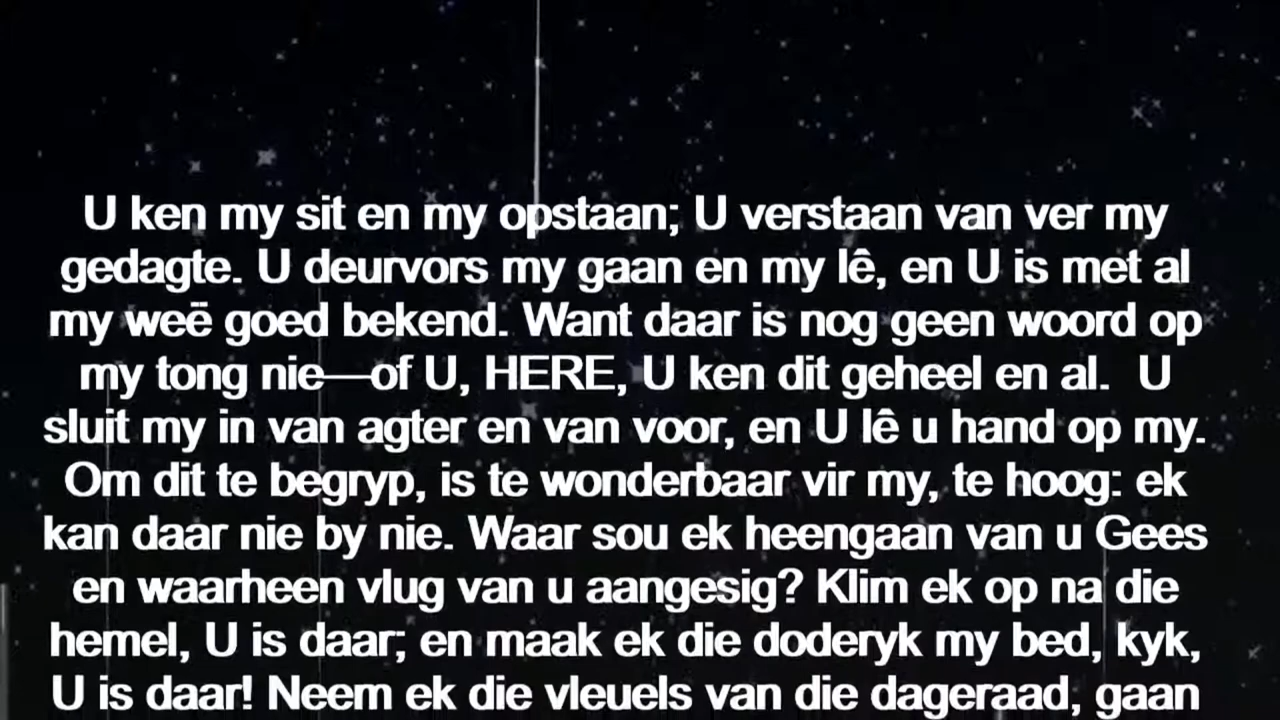 U ken my sit en my opstaan; U verstaan van ver my
gedagte. U deurvors my gaan en my lê, en U is met al
my weë goed bekend. Want daar is nog geen woord op
my tong nie—of U, HERE, U ken dit geheel en al.  U
sluit my in van agter en van voor, en U lê u hand op my.
Om dit te begryp, is te wonderbaar vir my, te hoog: ek
kan daar nie by nie. Waar sou ek heengaan van u Gees
en waarheen vlug van u aangesig? Klim ek op na die
hemel, U is daar; en maak ek die doderyk my bed, kyk,
U is daar! Neem ek die vleuels van die dageraad, gaan